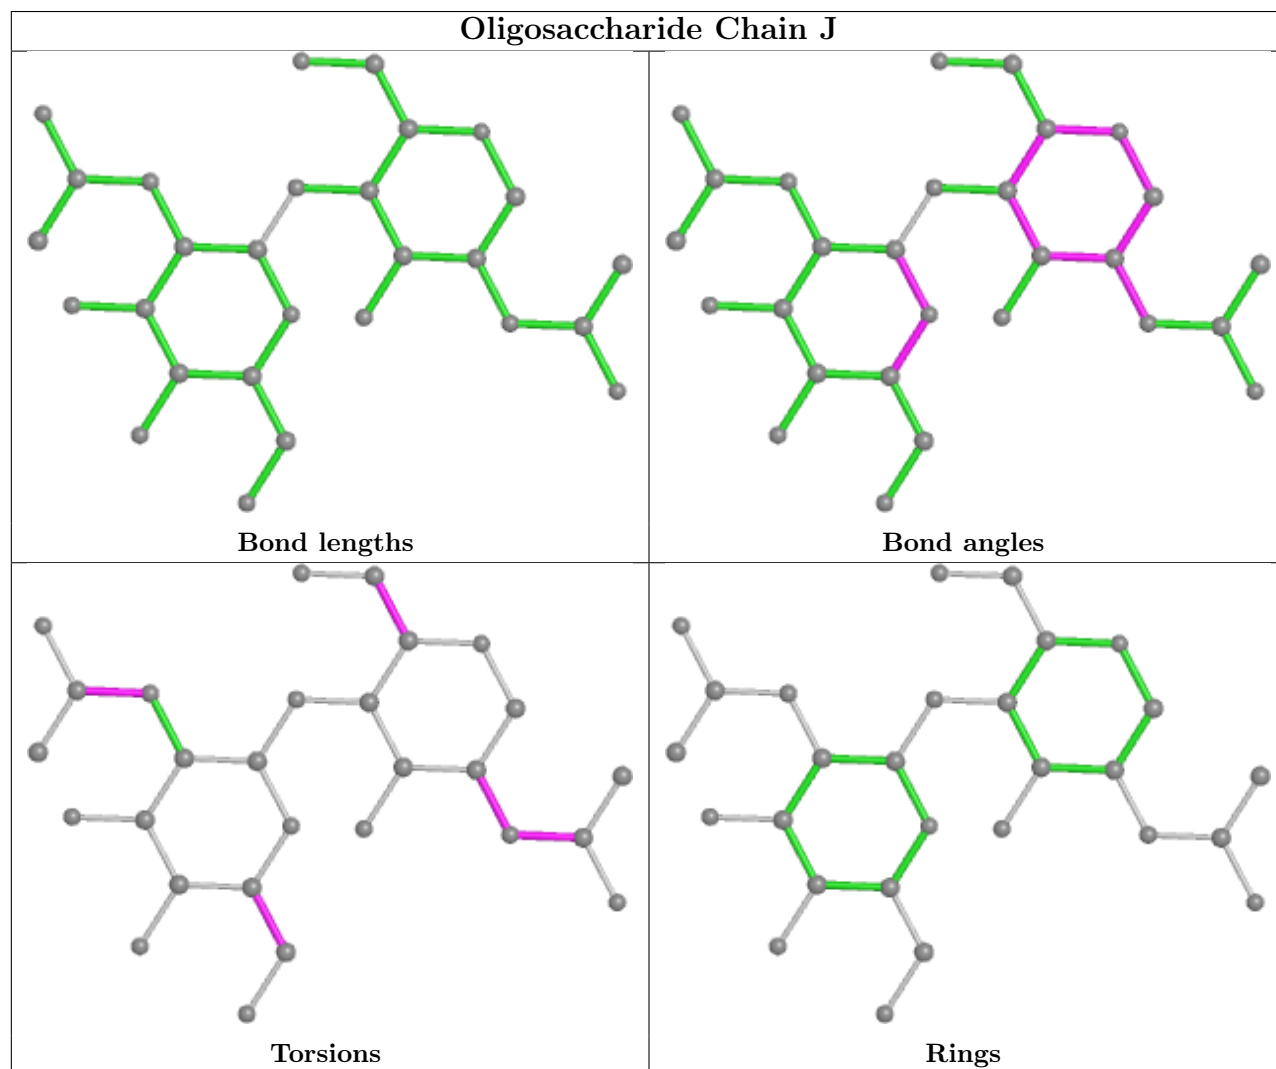 Oligosaccharide Chain J
Bond lengths
Bond angles
Torsions
Rings